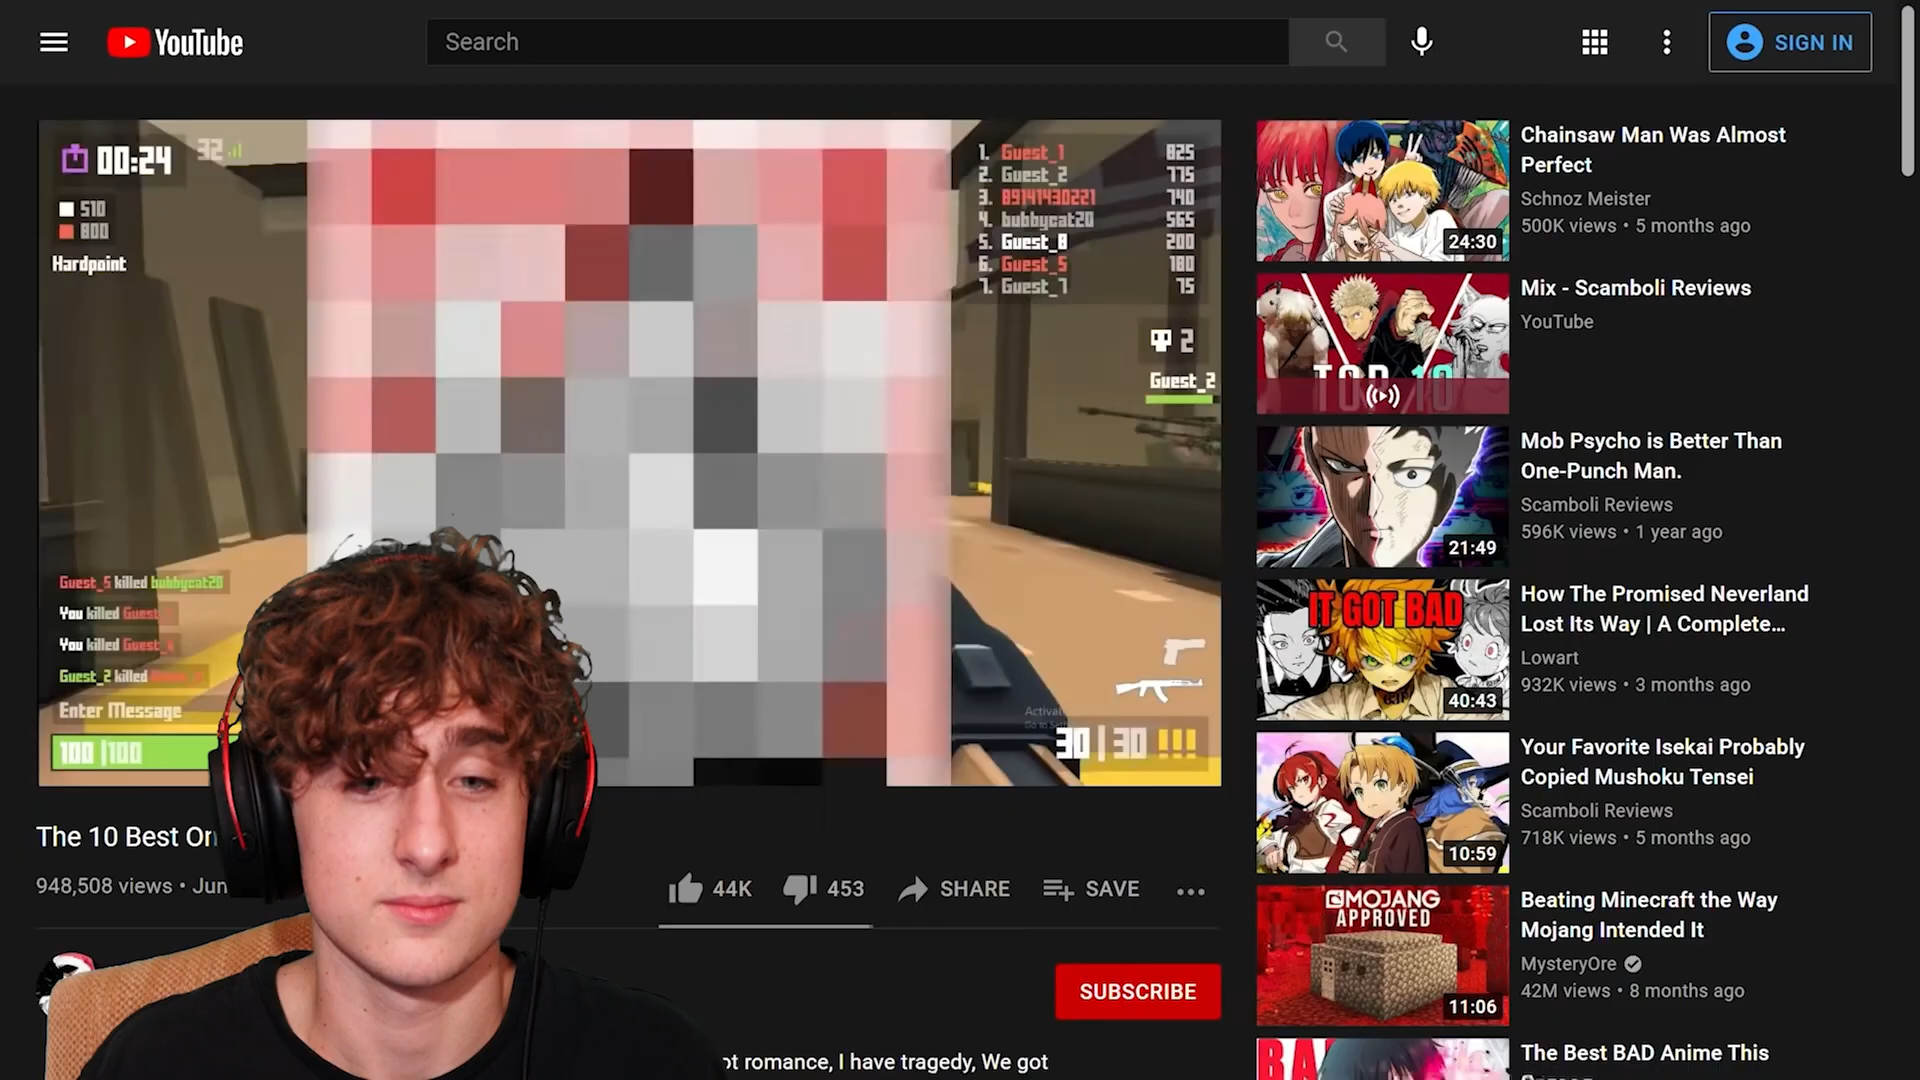 YouTube
Search
SIGN IN
00:24
32
510
800
Hardpoint
1. Guest_1 825
2. Guest_2 775
3. 89141430221 740
4. bubbycat20 565
5. Guest_8 200
6. Guest_5 180
7. Guest_7 75
2
Guest_2
Guest_5 killed bubbycat20
You killed Guest
You killed Guest_4
Guest_2 killed
Enter Message
100|100
30|30 !!!
The 10 Best
948,508 views • Jun
44K
453
SHARE
SAVE
SUBSCRIBE
ot romance, I have tragedy, We got
Chainsaw Man Was Almost
Perfect
Schnoz Meister
500K views • 5 months ago
24:30
Mix - Scamboli Reviews
YouTube
TOP 10
Mob Psycho is Better Than
One-Punch Man.
Scamboli Reviews
596K views • 1 year ago
21:49
IT GOT BAD
How The Promised Neverland
Lost Its Way | A Complete...
Lowart
932K views • 3 months ago
40:43
Your Favorite Isekai Probably
Copied Mushoku Tensei
Scamboli Reviews
718K views • 5 months ago
10:59
MOJANG
APPROVED
Beating Minecraft the Way
Mojang Intended It
MysteryOre
42M views • 8 months ago
11:06
The Best BAD Anime This